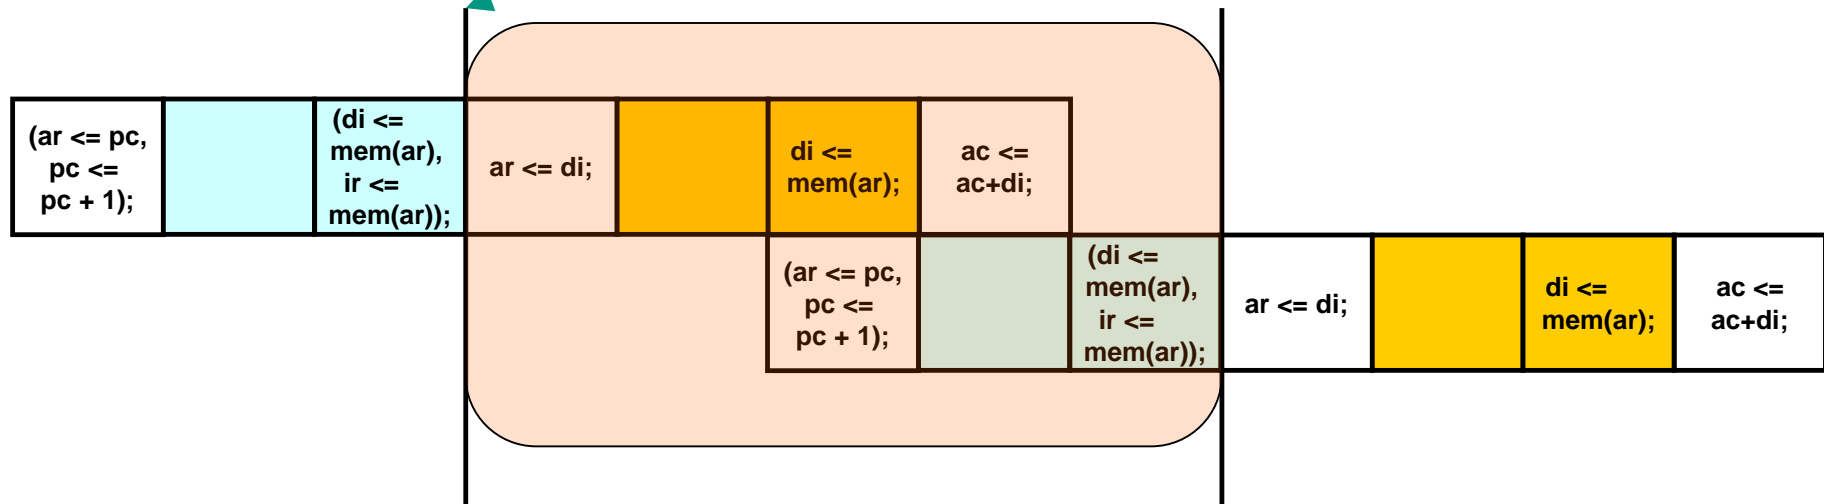 (ar <= pc,
pc <=
pc + 1);
(di <=
mem(ar),
ir <=
mem(ar));
ar <= di;
di <=
mem(ar);
ac <=
ac+di;
(ar <= pc,
pc <=
pc + 1);
(di <=
mem(ar),
ir <=
mem(ar));
ar <= di;
di <=
mem(ar);
ac <=
ac+di;